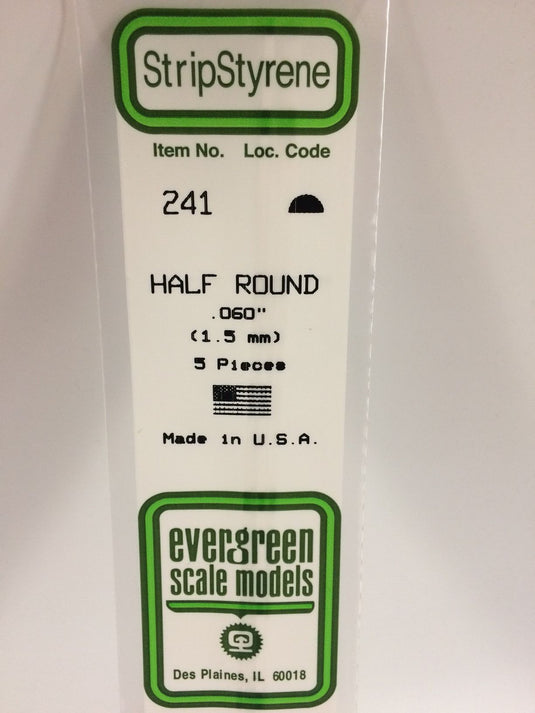 StripStyrene
Item No. Loc. Code
241
HALF ROUND
.060"
(1.5 mm)
5 Pieces
Made in U.S.A.
evergreen
scale models
Des Plaines, IL 60018